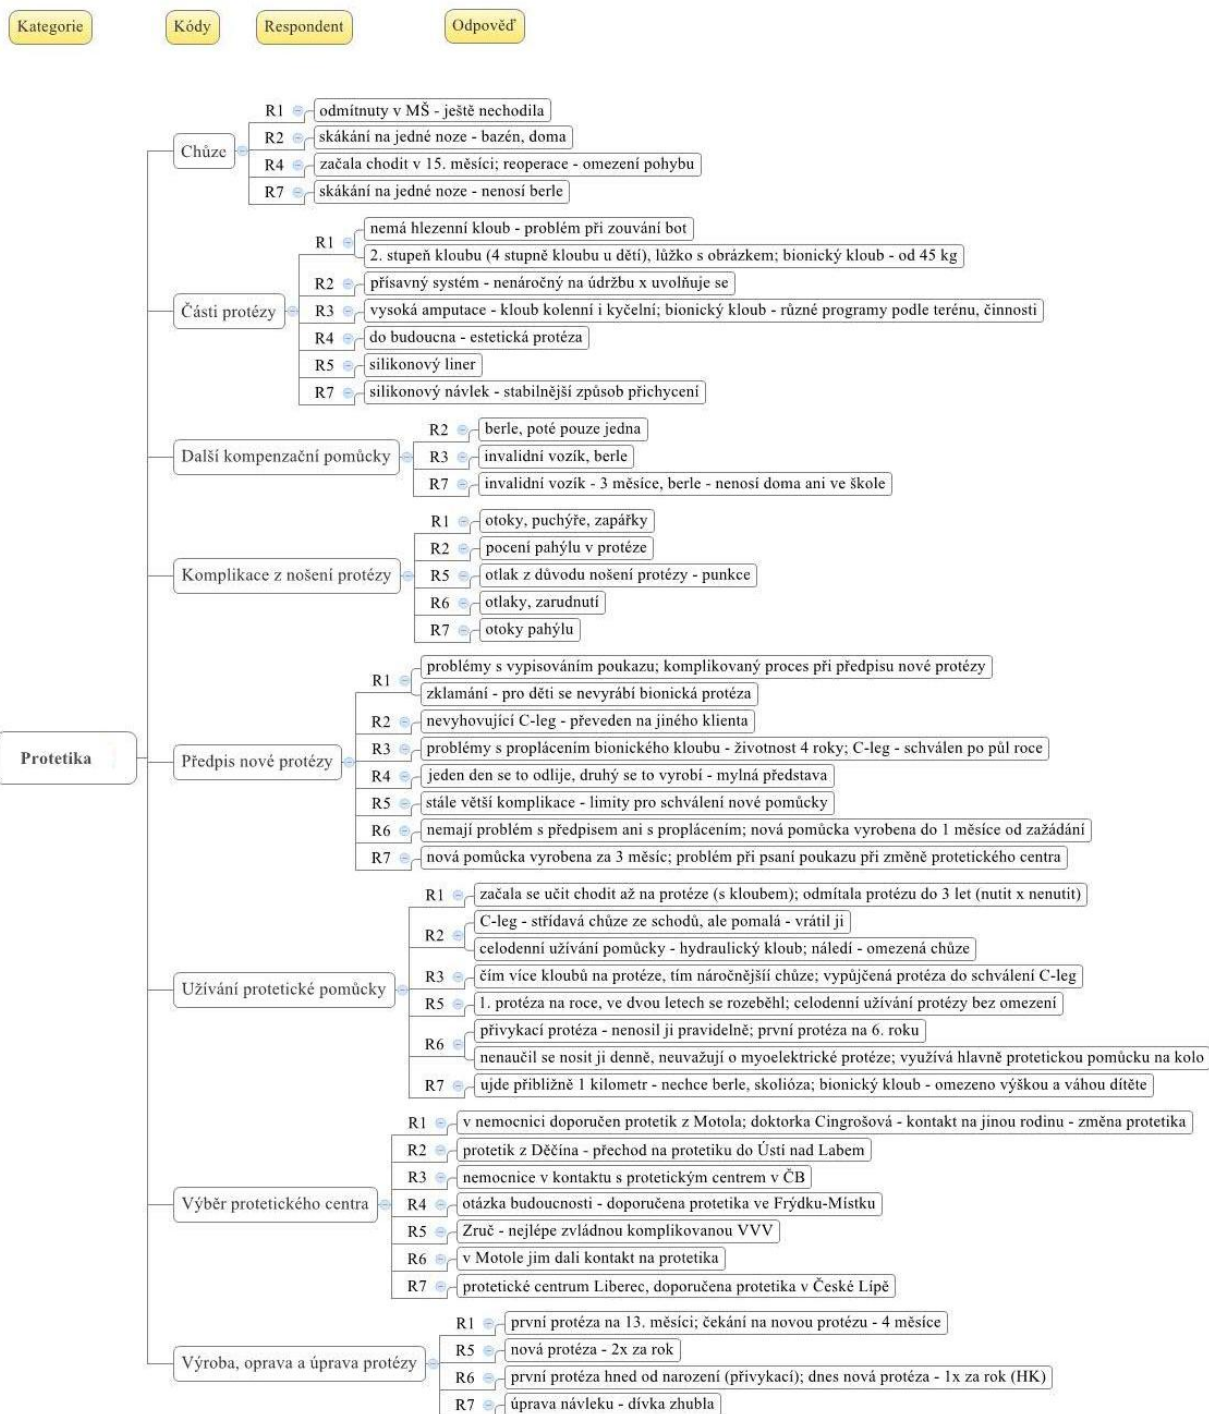 Kategorie
Kódy
Respondent
Odpověď
Chůze
R1 odmítnuty v MŠ - ještě nechodila
R2 skákání na jedné noze - bazén, doma
R4 začala chodit v 15. měsíci; reoperace - omezení pohybu
R7 skákání na jedné noze - nenosí berle
Části protézy
R1 nemá hlezenní kloub - problém při zouvání bot
2. stupeň kloubu (4 stupně kloubu u dětí), lůžko s obrázkem; bionický kloub - od 45 kg
R2 přísavný systém - nenáročný na údržbu x uvolňuje se
R3 vysoká amputace - kloub kolenní i kyčelní; bionický kloub - různé programy podle terénu, činnosti
R4 do budoucna - estetická protéza
R5 silikonový liner
R7 silikonový návlek - stabilnější způsob přichycení
Další kompenzační pomůcky
R2 berle, poté pouze jedna
R3 invalidní vozík, berle
R7 invalidní vozík - 3 měsíce, berle - nenosí doma ani ve škole
Komplikace z nošení protézy
R1 otoky, puchýře, zapářky
R2 pocení pahýlu v protéze
R5 otlak z důvodu nošení protézy - punkce
R6 otlaky, zarudnutí
R7 otoky pahýlu
Protetika
Předpis nové protézy
R1 problémy s vypisováním poukazu; komplikovaný proces při předpisu nové protézy
zklamání - pro děti se nevyrábí bionická protéza
R2 nevyhovující C-leg - převeden na jiného klienta
R3 problémy s proplácením bionického kloubu - životnost 4 roky; C-leg - schválen po půl roce
R4 jeden den se to odlije, druhý se to vyrobí - mylná představa
R5 stále větší komplikace - limity pro schválení nové pomůcky
R6 nemají problém s předpisem ani s proplácením; nová pomůcka vyrobena do 1 měsíce od zažádání
R7 nová pomůcka vyrobena za 3 měsíc; problém při psaní poukazu při změně protetického centra
Užívání protetické pomůcky
R1 začala se učit chodit až na protéze (s kloubem); odmítala protézu do 3 let (nutit x nenutit)
R2 C-leg - střídavá chůze ze schodů, ale pomalá - vrátil ji
celodenní užívání pomůcky - hydraulický kloub; náledí - omezená chůze
R3 čím více kloubů na protéze, tím náročnějšíí chůze; vypůjčená protéza do schválení C-leg
R5 1. protéza na roce, ve dvou letech se rozeběhl; celodenní užívání protézy bez omezení
R6 přivykací protéza - nenosil ji pravidelně; první protéza na 6. roku
nenaučil se nosit ji denně, neuvažují o myoelektrické protéze; využívá hlavně protetickou pomůcku na kolo
R7 ujde přibližně 1 kilometr - nechce berle, skolióza; bionický kloub - omezeno výškou a váhou dítěte
Výběr protetického centra
R1 v nemocnici doporučen protetik z Motola; doktorka Cingrošová - kontakt na jinou rodinu - změna protetika
R2 protetik z Děčína - přechod na protetiku do Ústí nad Labem
R3 nemocnice v kontaktu s protetickým centrem v ČB
R4 otázka budoucnosti - doporučena protetika ve Frýdku-Místku
R5 Zruč - nejlépe zvládnou komplikovanou VVV
R6 v Motole jim dali kontakt na protetika
R7 protetické centrum Liberec, doporučena protetika v České Lípě
Výroba, oprava a úprava protézy
R1 první protéza na 13. měsíci; čekání na novou protézu - 4 měsíce
R5 nová protéza - 2x za rok
R6 první protéza hned od narození (přivykací); dnes nová protéza - 1x za rok (HK)
R7 úprava návleku - dívka zhubla